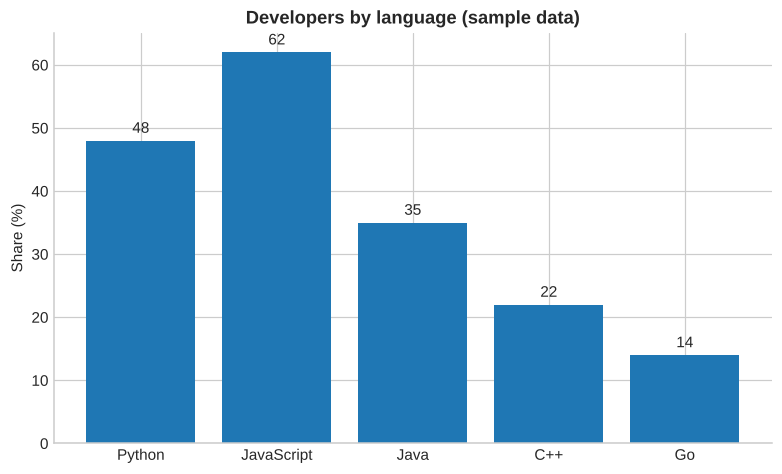 Developers by language (sample data)
Share (%)
60
50
40
30
20
10
0
48
62
35
22
14
Python
JavaScript
Java
C++
Go